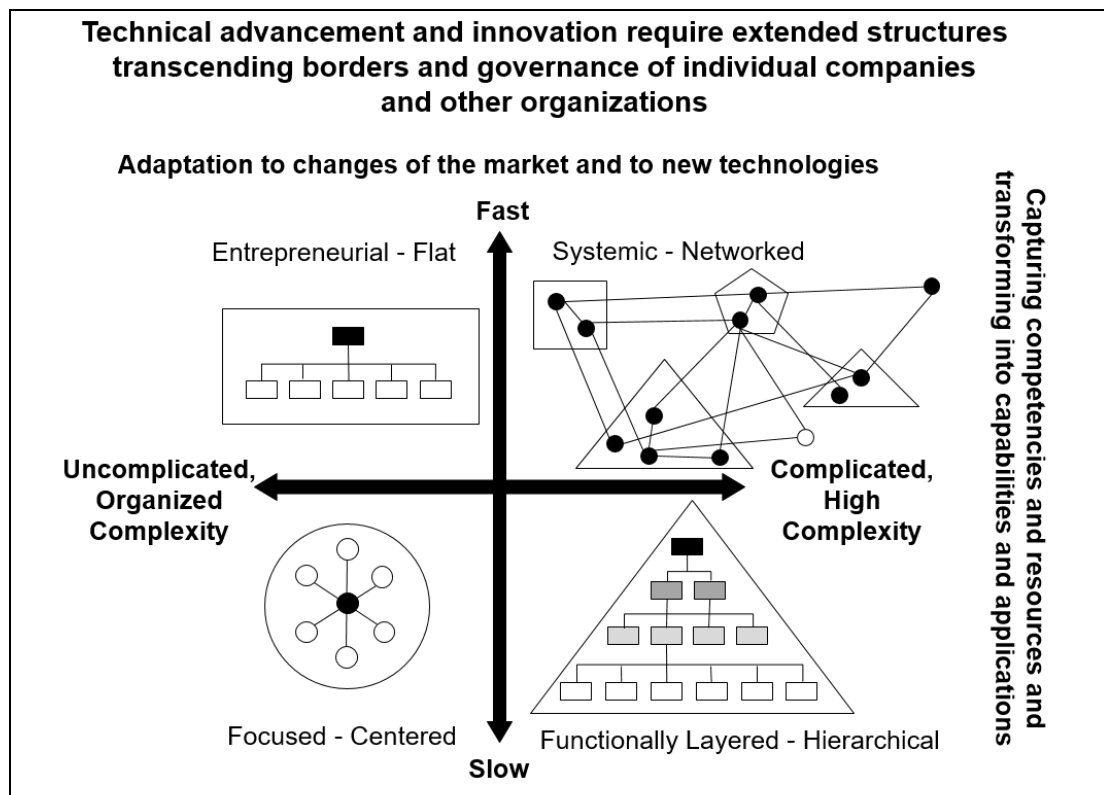 Technical advancement and innovation require extended structures
transcending borders and governance of individual companies
and other organizations
Adaptation to changes of the market and to new technologies
Fast
Entrepreneurial - Flat
Systemic - Networked
Uncomplicated,
Organized
Complexity
Complicated,
High
Complexity
Focused - Centered
Functionally Layered - Hierarchical
Slow
Capturing competencies and resources and
transforming into capabilities and applications